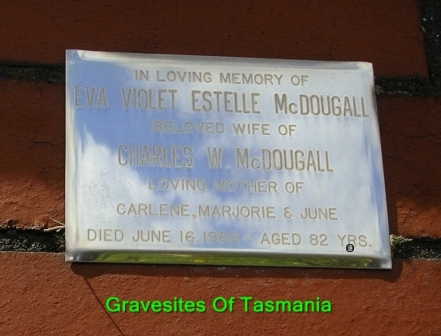 IN LOVING MEMORY OF
EVA VIOLET ESTELLE McDOUGALL
BELOVED WIFE OF
CHARLES W. McDOUGALL
LOVING MOTHER OF
CARLENE, MARJORIE & JUNE
DIED JUNE 16 AGED 82 YRS.
Gravesites Of Tasmania